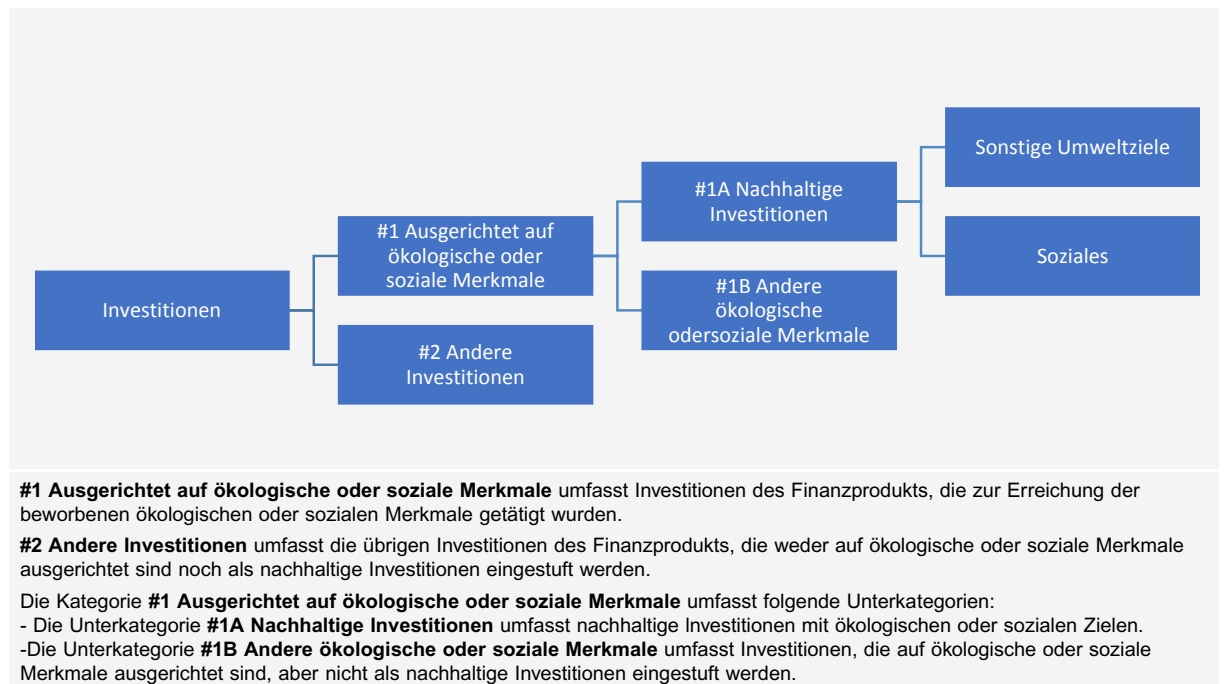 Investitionen
#1 Ausgerichtet auf
ökologische oder
soziale Merkmale
#2 Andere
Investitionen
#1A Nachhaltige
Investitionen
#1B Andere
ökologische
odersoziale Merkmale
Sonstige Umweltziele
Soziales
#1 Ausgerichtet auf ökologische oder soziale Merkmale umfasst Investitionen des Finanzprodukts, die zur Erreichung der
beworbenen ökologischen oder sozialen Merkmale getätigt wurden.
#2 Andere Investitionen umfasst die übrigen Investitionen des Finanzprodukts, die weder auf ökologische oder soziale Merkmale
ausgerichtet sind noch als nachhaltige Investitionen eingestuft werden.
Die Kategorie #1 Ausgerichtet auf ökologische oder soziale Merkmale umfasst folgende Unterkategorien:
- Die Unterkategorie #1A Nachhaltige Investitionen umfasst nachhaltige Investitionen mit ökologischen oder sozialen Zielen.
-Die Unterkategorie #1B Andere ökologische oder soziale Merkmale umfasst Investitionen, die auf ökologische oder soziale
Merkmale ausgerichtet sind, aber nicht als nachhaltige Investitionen eingestuft werden.